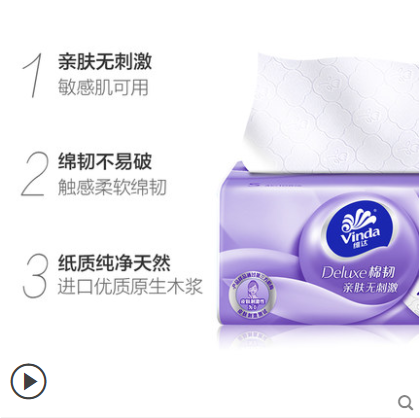 1 亲肤无刺激
敏感肌可用
2 绵韧不易破
触感柔软绵韧
3 纸质纯净天然
进口优质原生木浆
Vinda
维达
Deluxe 棉韧
亲肤无刺激